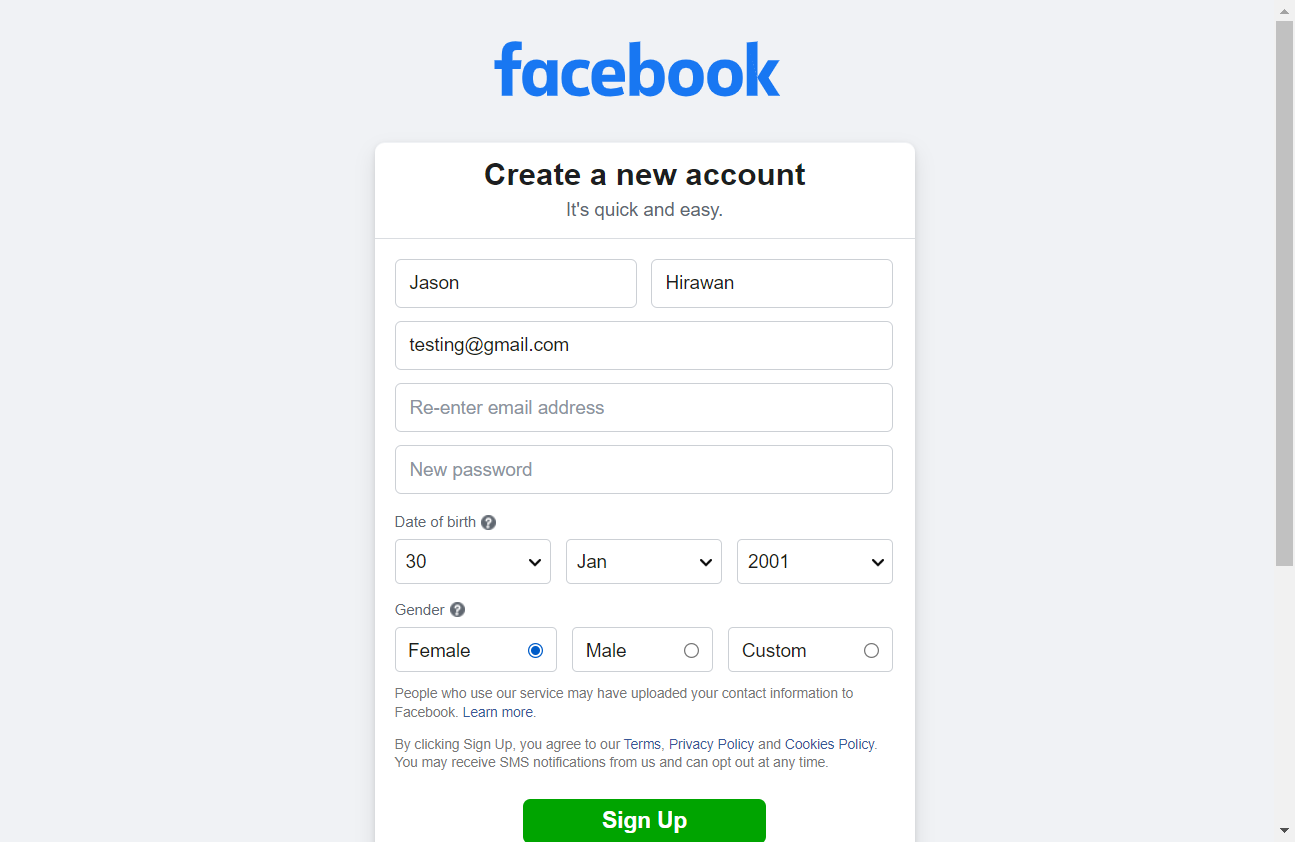 facebook
Create a new account
It's quick and easy.
Jason Hirawan
testing@gmail.com
Re-enter email address
New password
Date of birth ?
30 Jan 2001
Gender ?
Female Male Custom
People who use our service may have uploaded your contact information to
Facebook. Learn more.
By clicking Sign Up, you agree to our Terms, Privacy Policy and Cookies Policy.
You may receive SMS notifications from us and can opt out at any time.
Sign Up